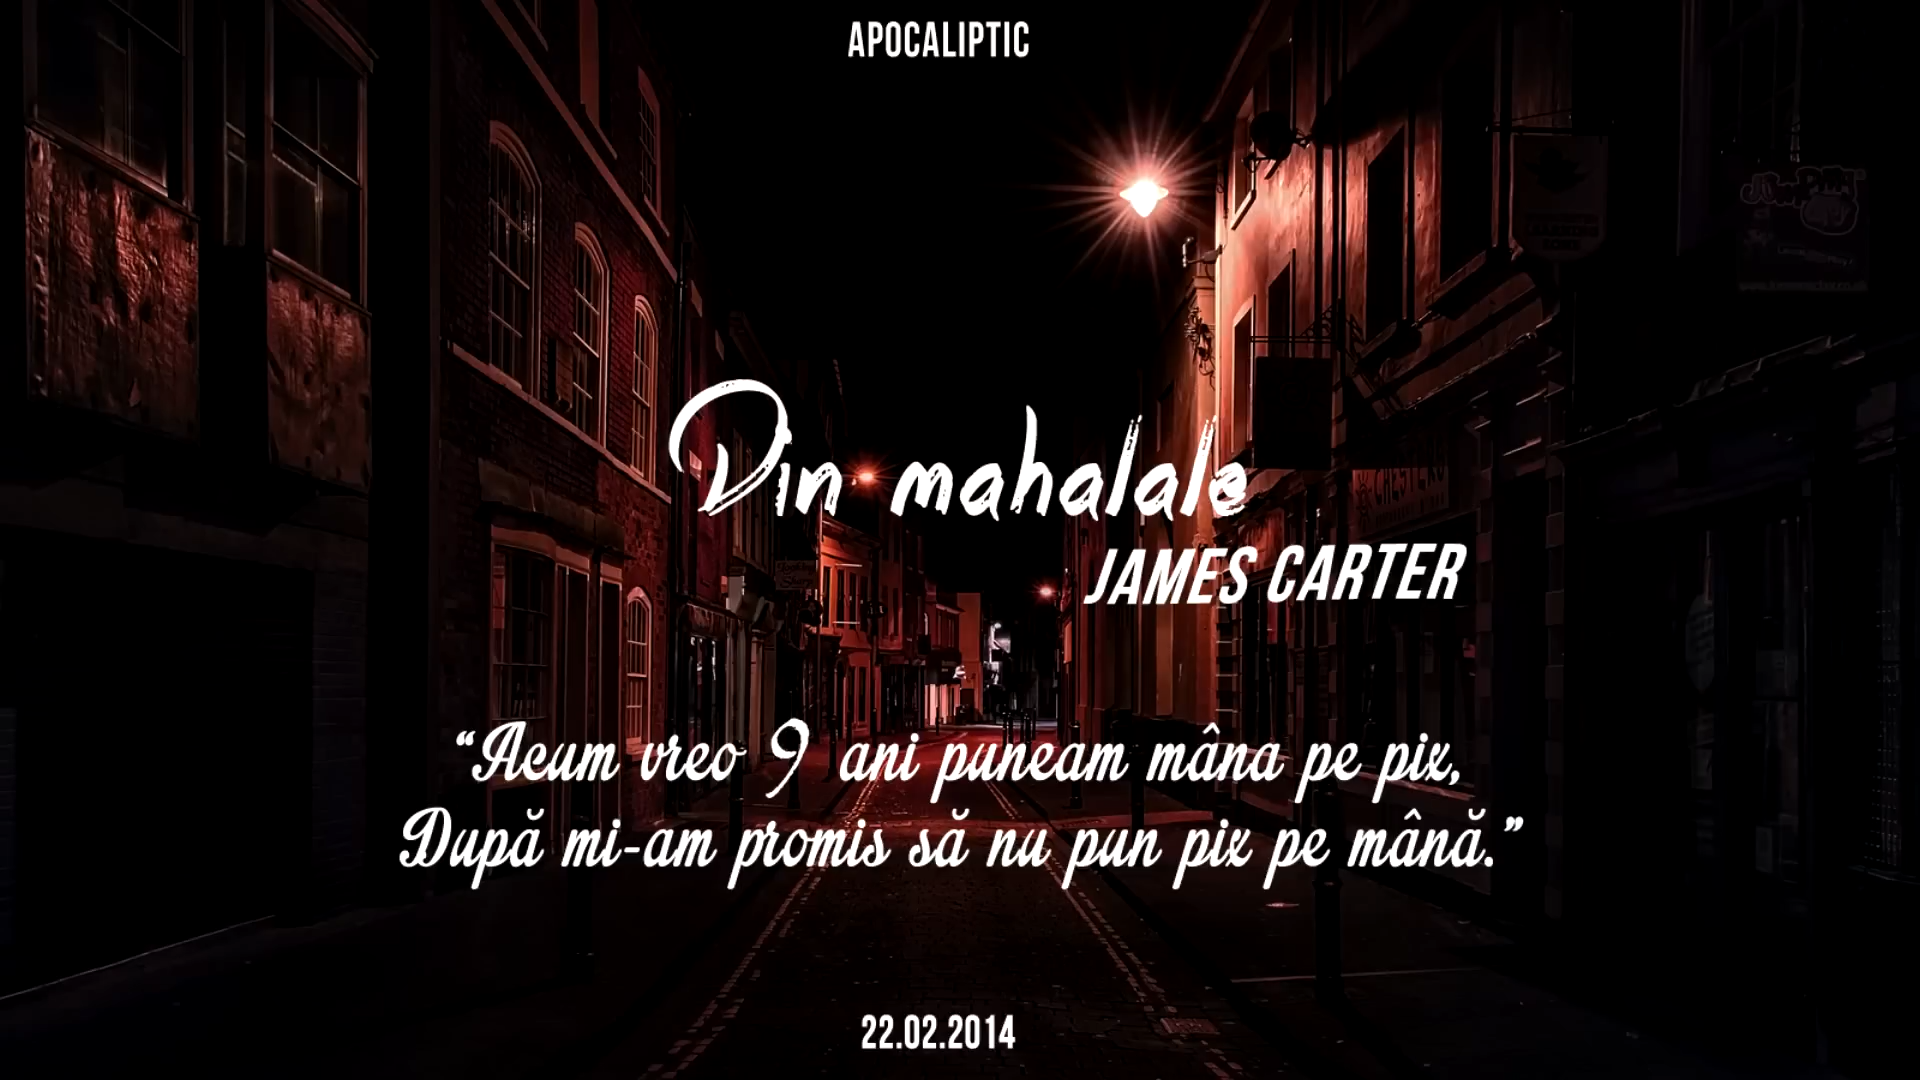 APOCALIPTIC
Din mahalale
JAMES CARTER
“Acum vreo 9 ani puneam mâna pe pix,
După mi-am promis să nu pun pix pe mână.”
22.02.2014